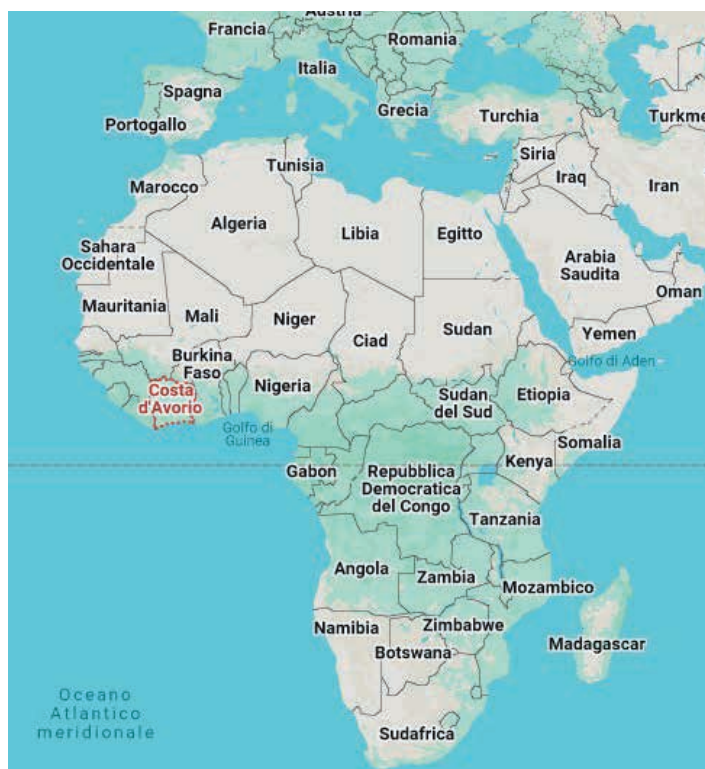 Austria
Francia
Romania
Italia
Spagna
Grecia
Turchia
Turkme
Portogallo
Siria
Tunisia
Iraq
Iran
Marocco
Algeria
Libia
Egitto
Sahara
Occidentale
Arabia
Saudita
Oman
Mauritania
Mali
Niger
Ciad
Sudan
Yemen
Burkina
Faso
Golfo di Aden
Costa
d'Avorio
Nigeria
Sudan
del Sud
Etiopia
Golfo di
Guinea
Somalia
Gabon
Repubblica
Democratica
del Congo
Kenya
Tanzania
Angola
Zambia
Mozambico
Namibia
Zimbabwe
Botswana
Madagascar
Oceano
Atlantico
meridionale
Sudafrica